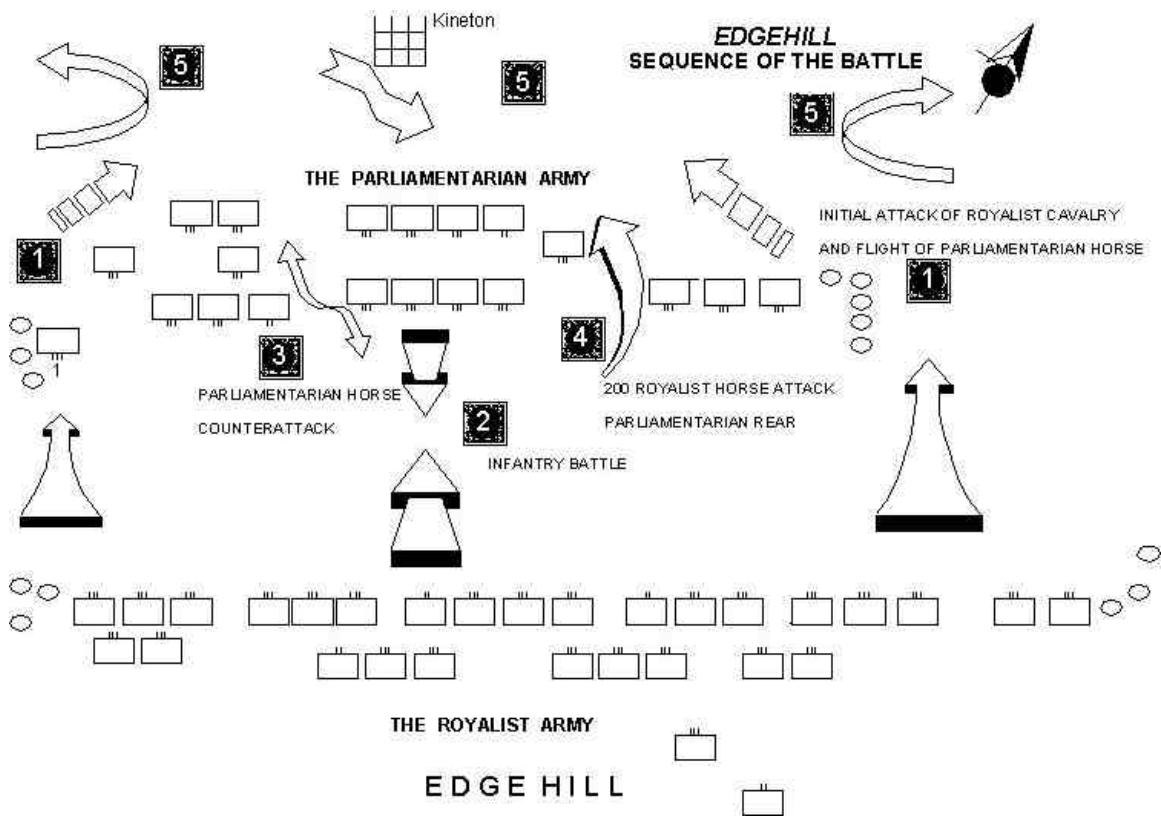 Kineton
EDGEHILL
SEQUENCE OF THE BATTLE
5
5
5
THE PARLIAMENTARIAN ARMY
INITIAL ATTACK OF ROYALIST CAVALRY
AND FLIGHT OF PARLIAMENTARIAN HORSE
1
1
1
3
4
PARLIAMENTARIAN HORSE
COUNTERATTACK
200 ROYALIST HORSE ATTACK
PARLIAMENTARIAN REAR
2
INFANTRY BATTLE
THE ROYALIST ARMY
EDGE HILL